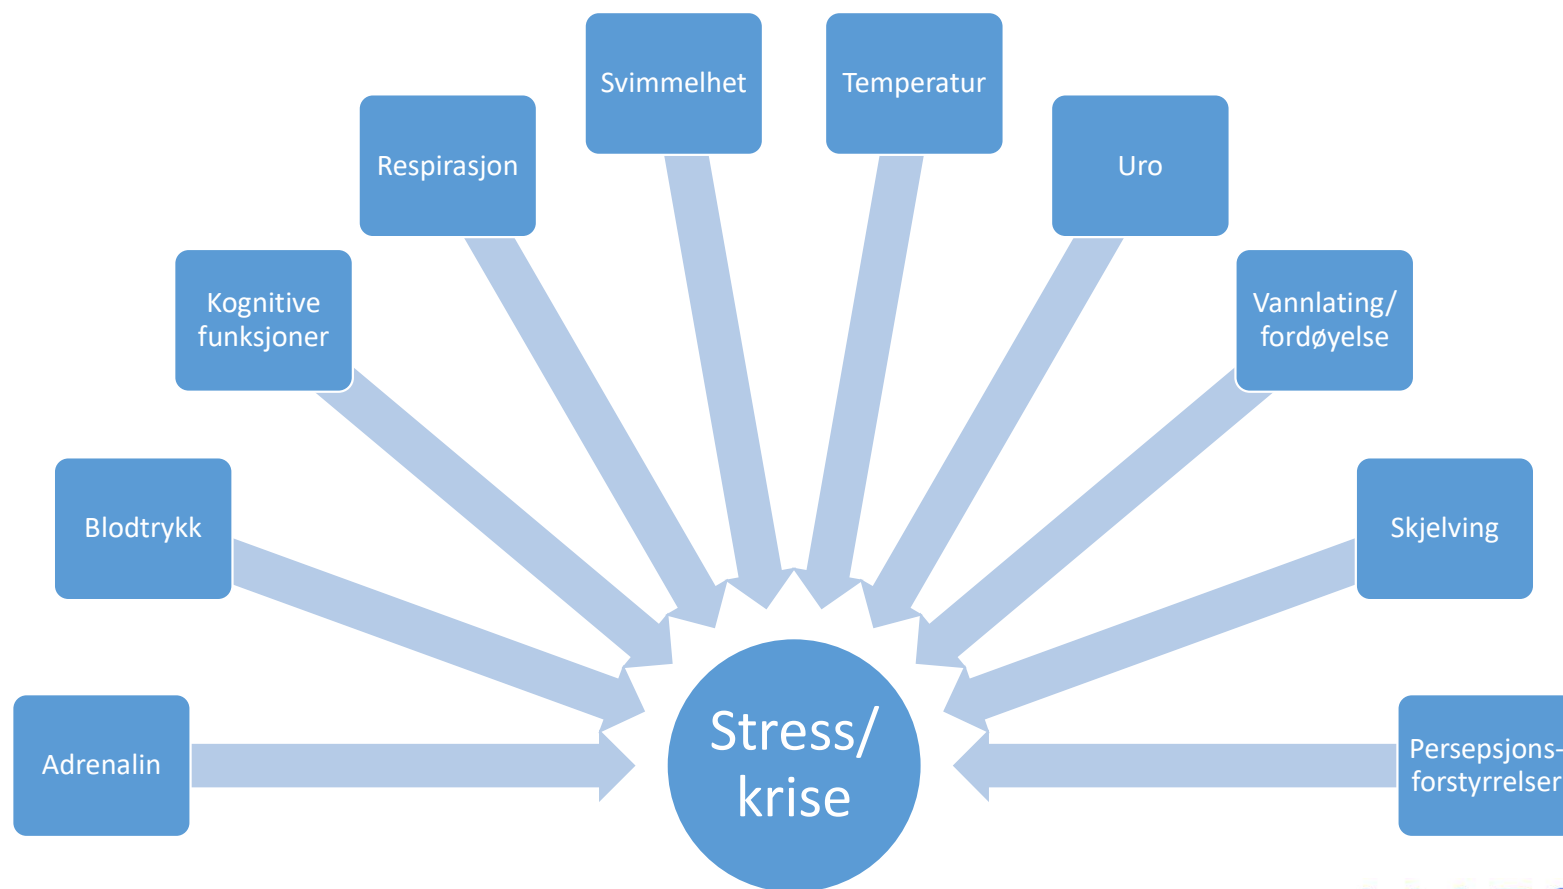 Svimmelhet
Temperatur
Respirasjon
Uro
Kognitive
funksjoner
Vannlating/
fordøyelse
Blodtrykk
Skjelving
Adrenalin
Stress/
krise
Persepsjons-
forstyrrelser